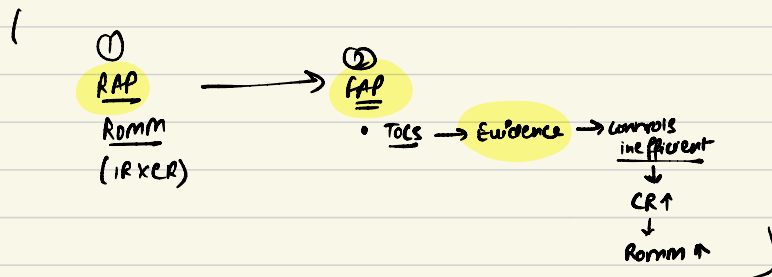 ①
RAP
ROMM
(IR X CR)
②
FAP
• TOCS → Evidence → controls
inefficient
CR ↑
ROMM ↑